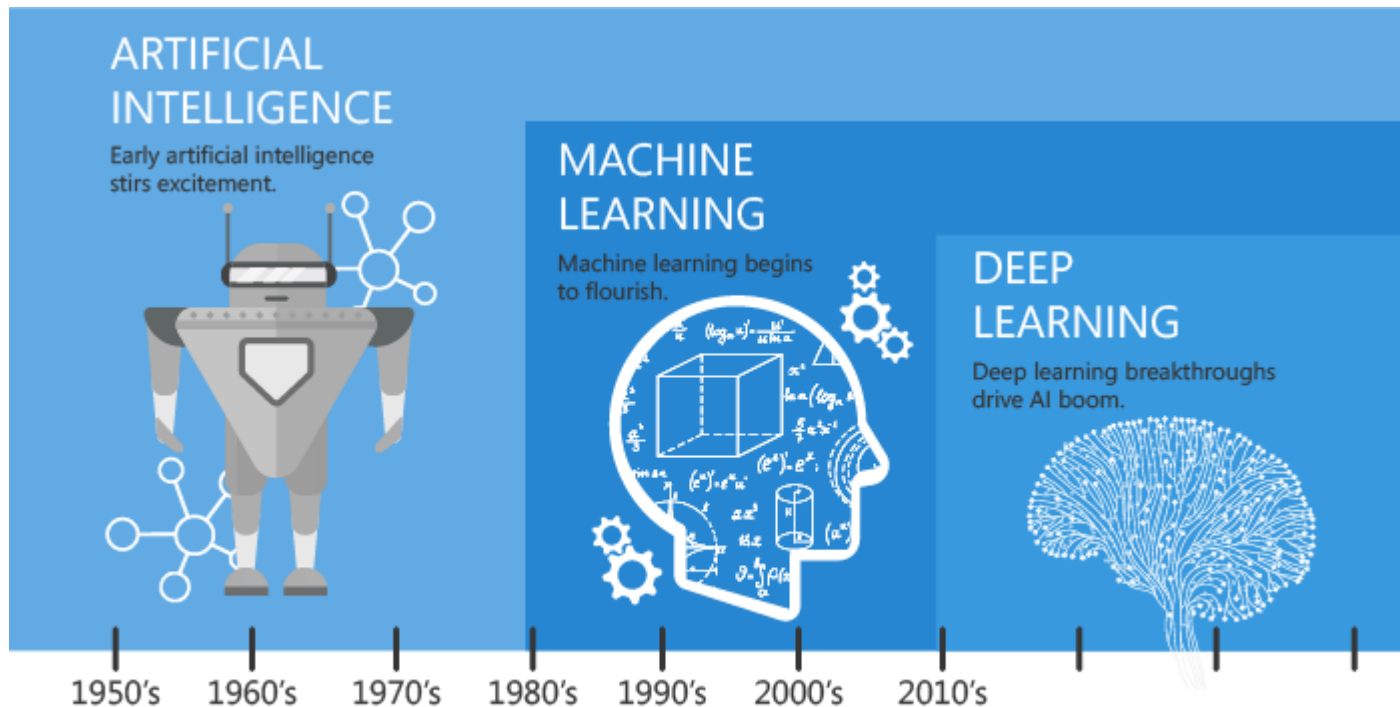 ARTIFICIAL
INTELLIGENCE
Early artificial intelligence
stirs excitement.
MACHINE
LEARNING
Machine learning begins
to flourish.
DEEP
LEARNING
Deep learning breakthroughs
drive AI boom.
1950's 1960's 1970's 1980's 1990's 2000's 2010's